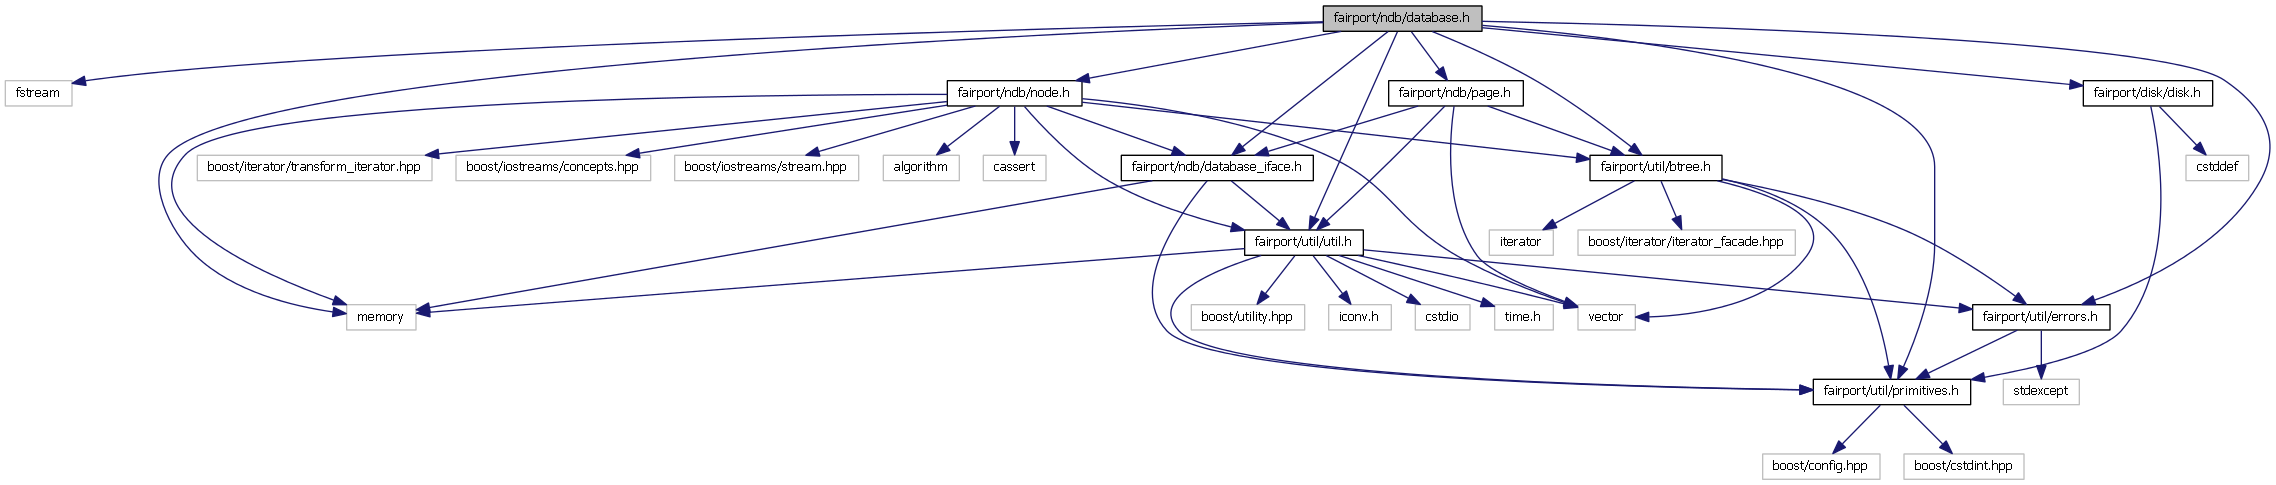 fairport/ndb/database.h
fstream
fairport/ndb/node.h
fairport/ndb/page.h
fairport/disk/disk.h
boost/iterator/transform_iterator.hpp
boost/iostreams/concepts.hpp
boost/iostreams/stream.hpp
algorithm
cassert
fairport/ndb/database_iface.h
fairport/util/btree.h
cstddef
fairport/util/util.h
iterator
boost/iterator/iterator_facade.hpp
memory
boost/utility.hpp
iconv.h
cstdio
time.h
vector
fairport/util/errors.h
fairport/util/primitives.h
stdexcept
boost/config.hpp
boost/cstdint.hpp